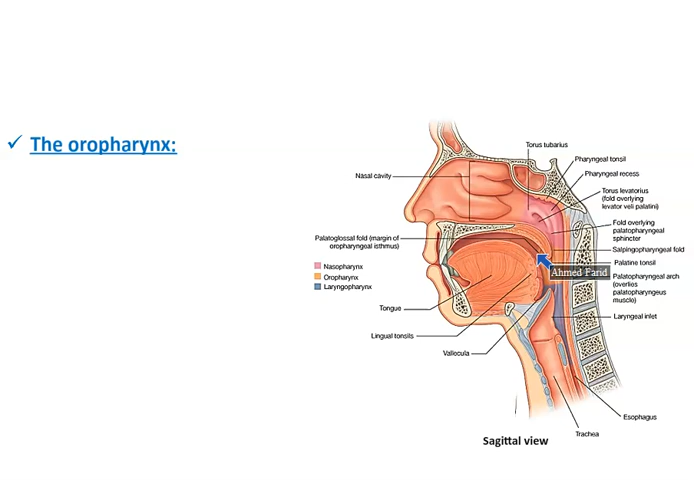 ✓ The oropharynx:
Torus tubarius
Pharyngeal tonsil
Pharyngeal recess
Torus levatorius
(fold overlying
levator veli palatini)
Fold overlying
palatopharyngeal
sphincter
Salpingopharyngeal fold
Palatine tonsil
Ahmed Farid
Palatopharyngeal arch
(overlies
palatopharyngeus
muscle)
Laryngeal inlet
Esophagus
Trachea
Nasal cavity
Palatoglossal fold (margin of
oropharyngeal isthmus)
Nasopharynx
Oropharynx
Laryngopharynx
Tongue
Lingual tonsils
Vallecula
Sagittal view